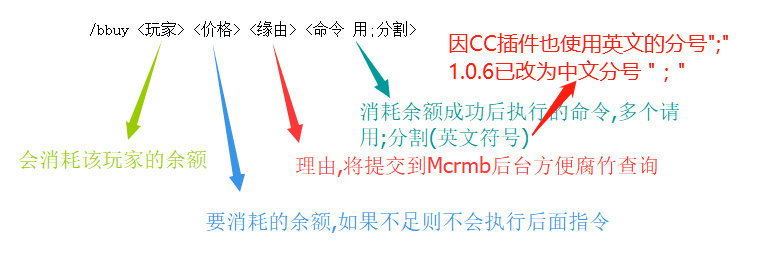 /bbuy <玩家> <价格> <缘由> <命令 用;分割>
因CC插件也使用英文的分号";"
1.0.6已改为中文分号 "；"
消耗余额成功后执行的命令,多个请
用;分割(英文符号)
会消耗该玩家的余额
理由,将提交到Mcrmb后台方便腐竹查询
要消耗的余额,如果不足则不会执行后面指令